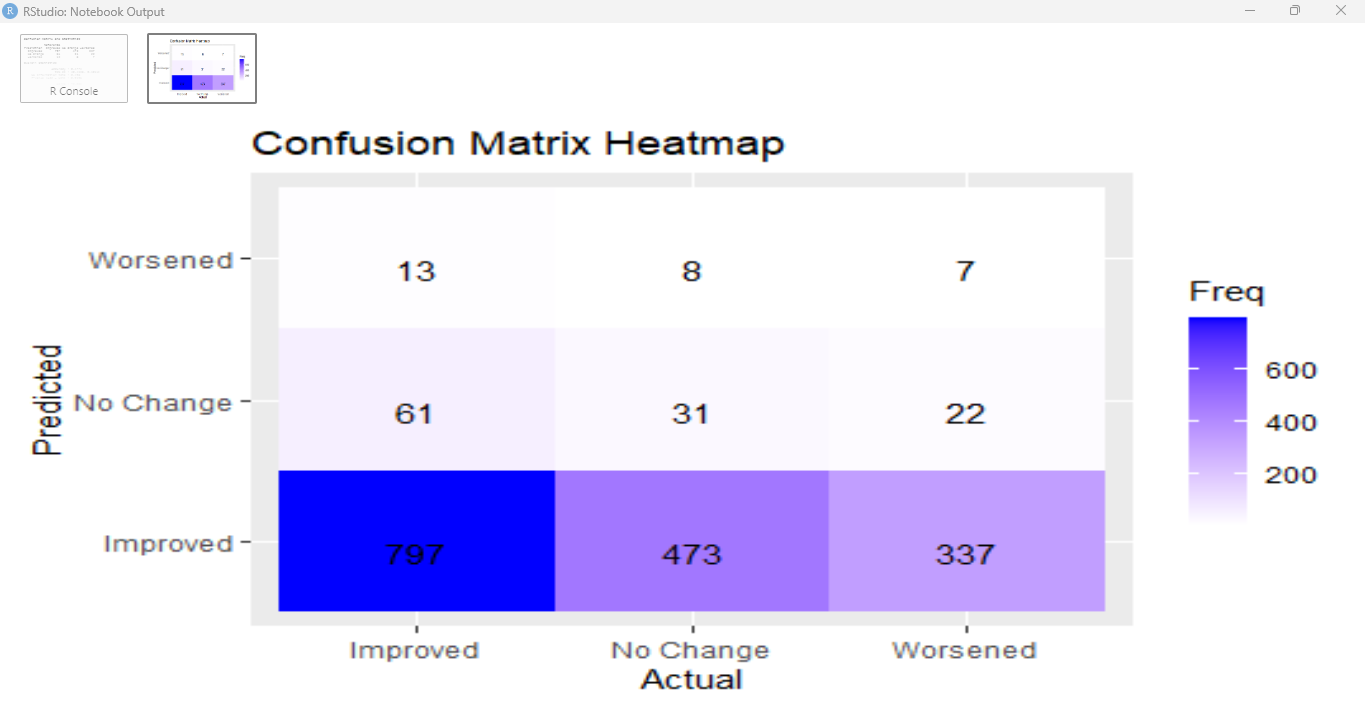 RStudio: Notebook Output
R Console
Confusion Matrix Heatmap
Worsened
13 8 7
No Change
61 31 22
Improved
797 473 337
Predicted
Improved No Change Worsened
Actual
Freq
600
400
200